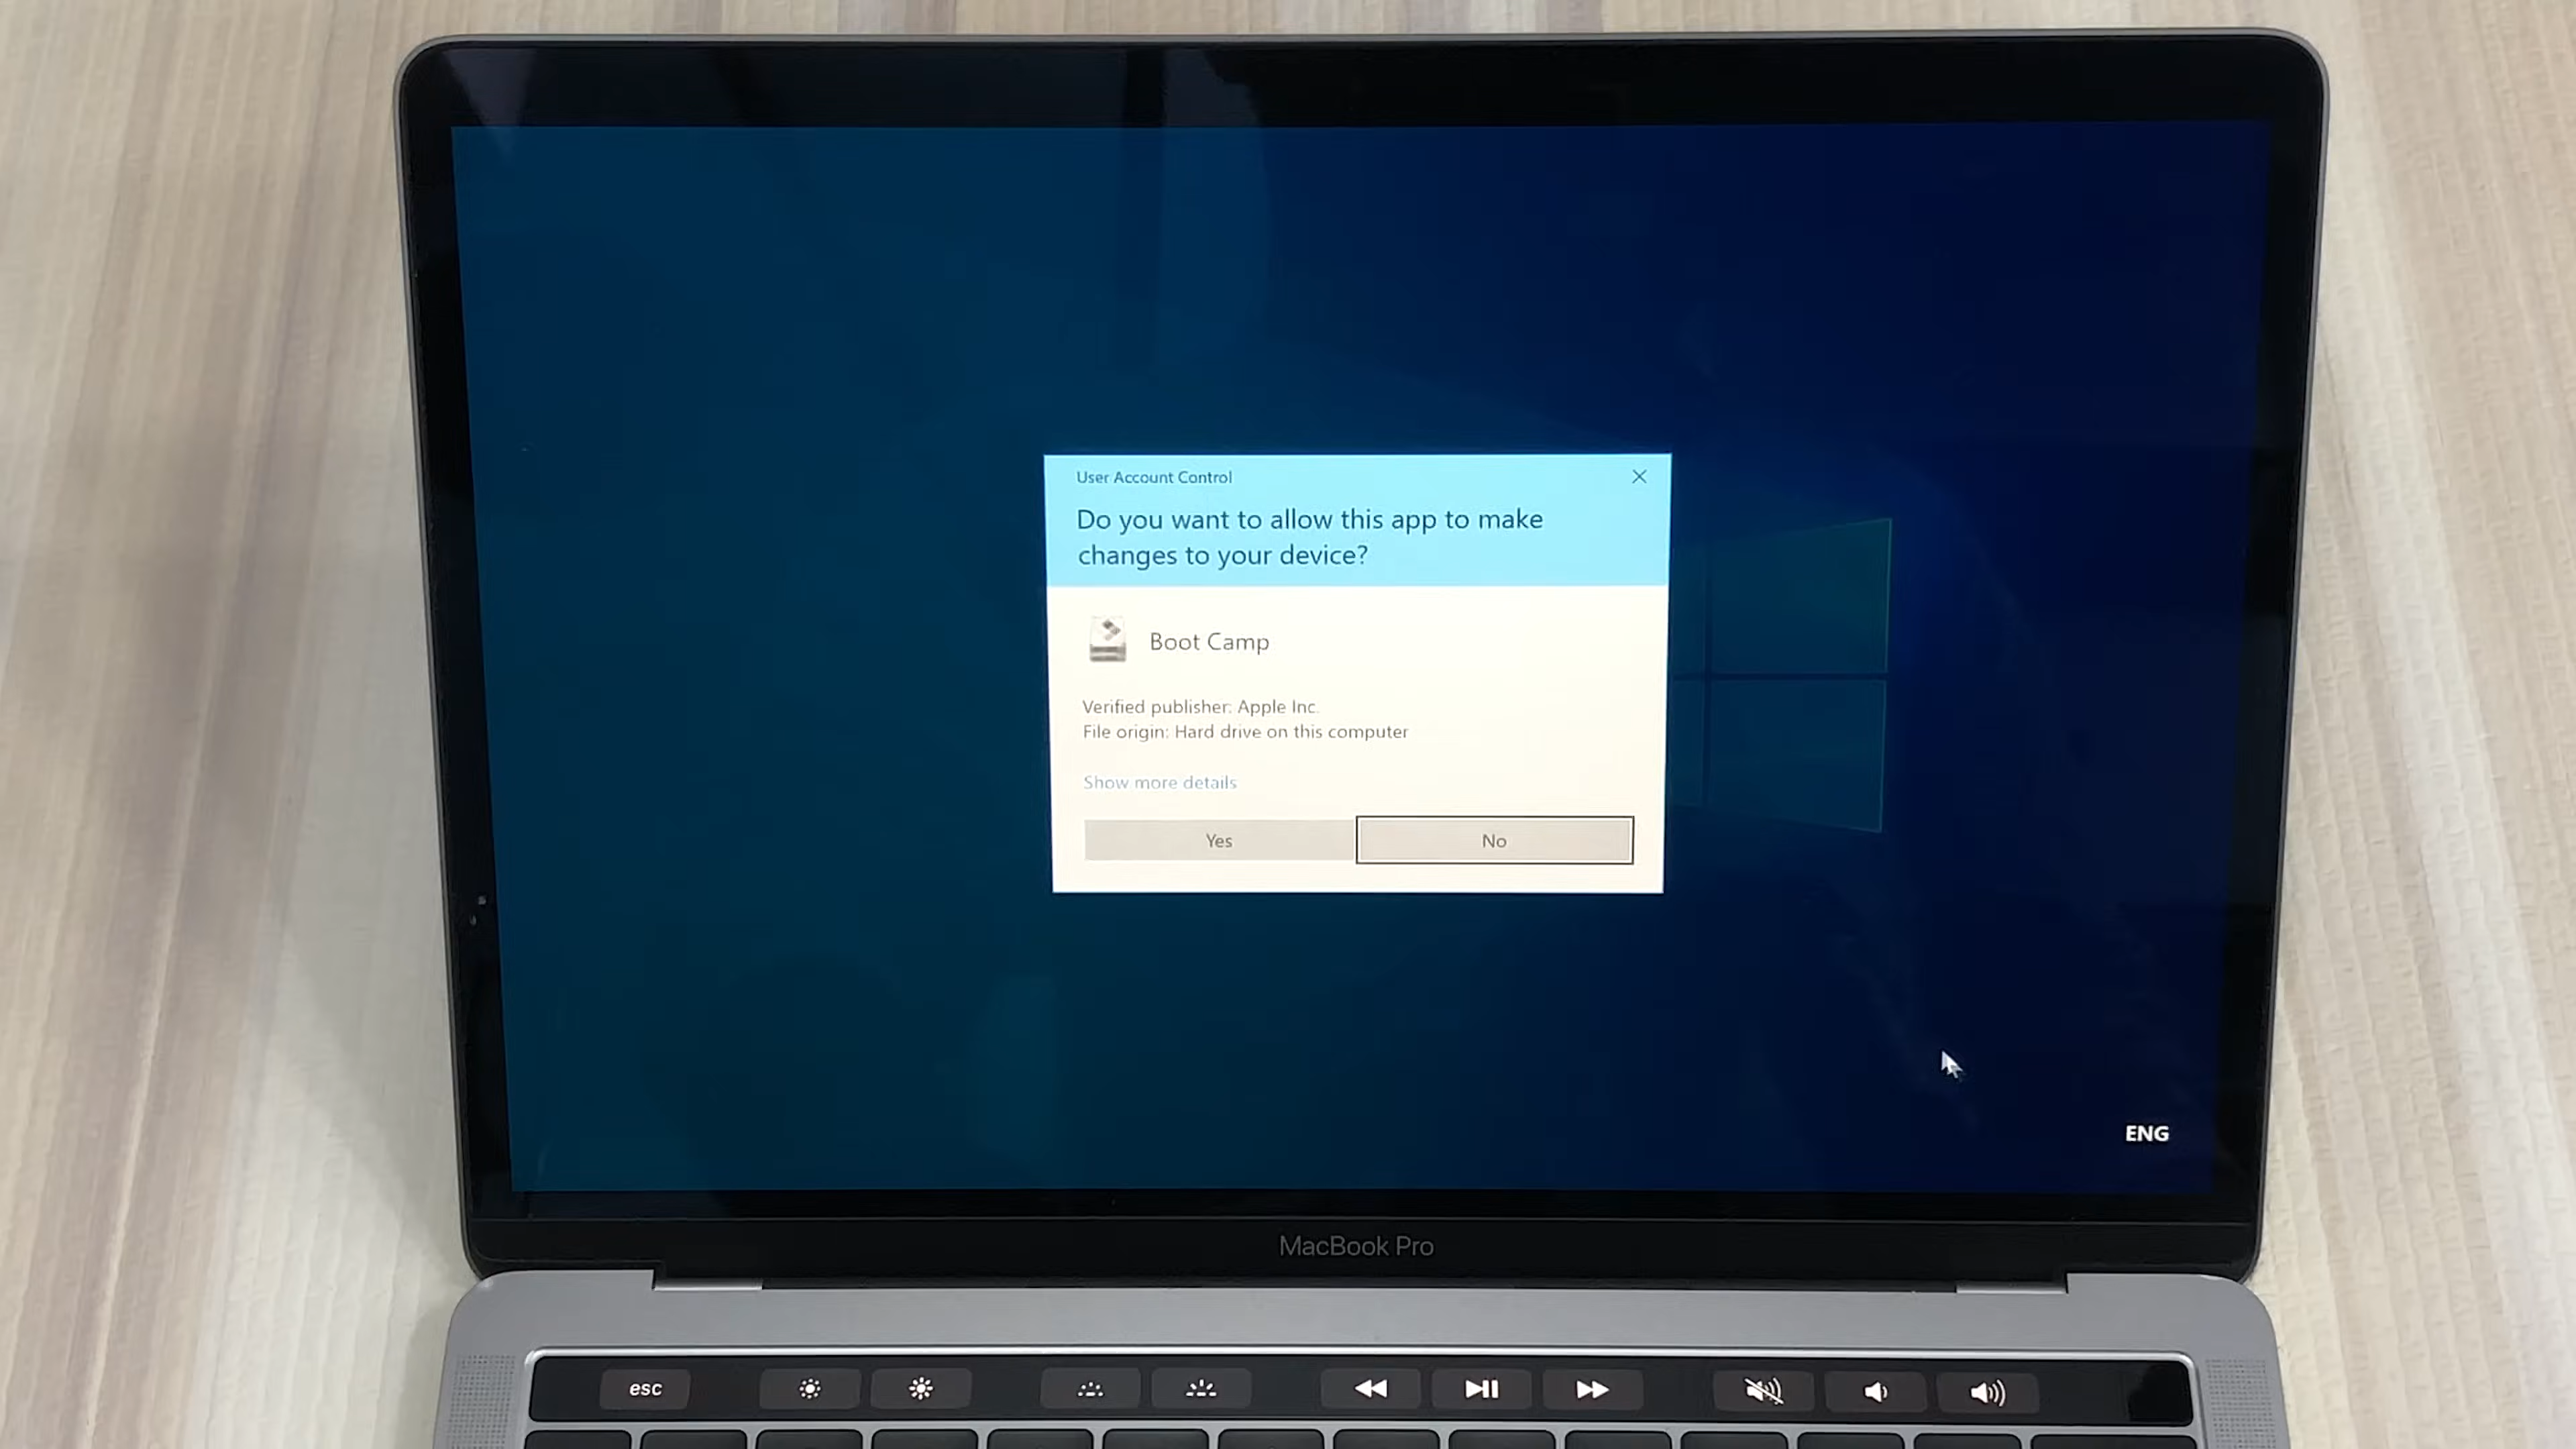 User Account Control
Do you want to allow this app to make
changes to your device?
Boot Camp
Verified publisher: Apple Inc.
File origin: Hard drive on this computer
Show more details
Yes
No
ENG
MacBook Pro
esc